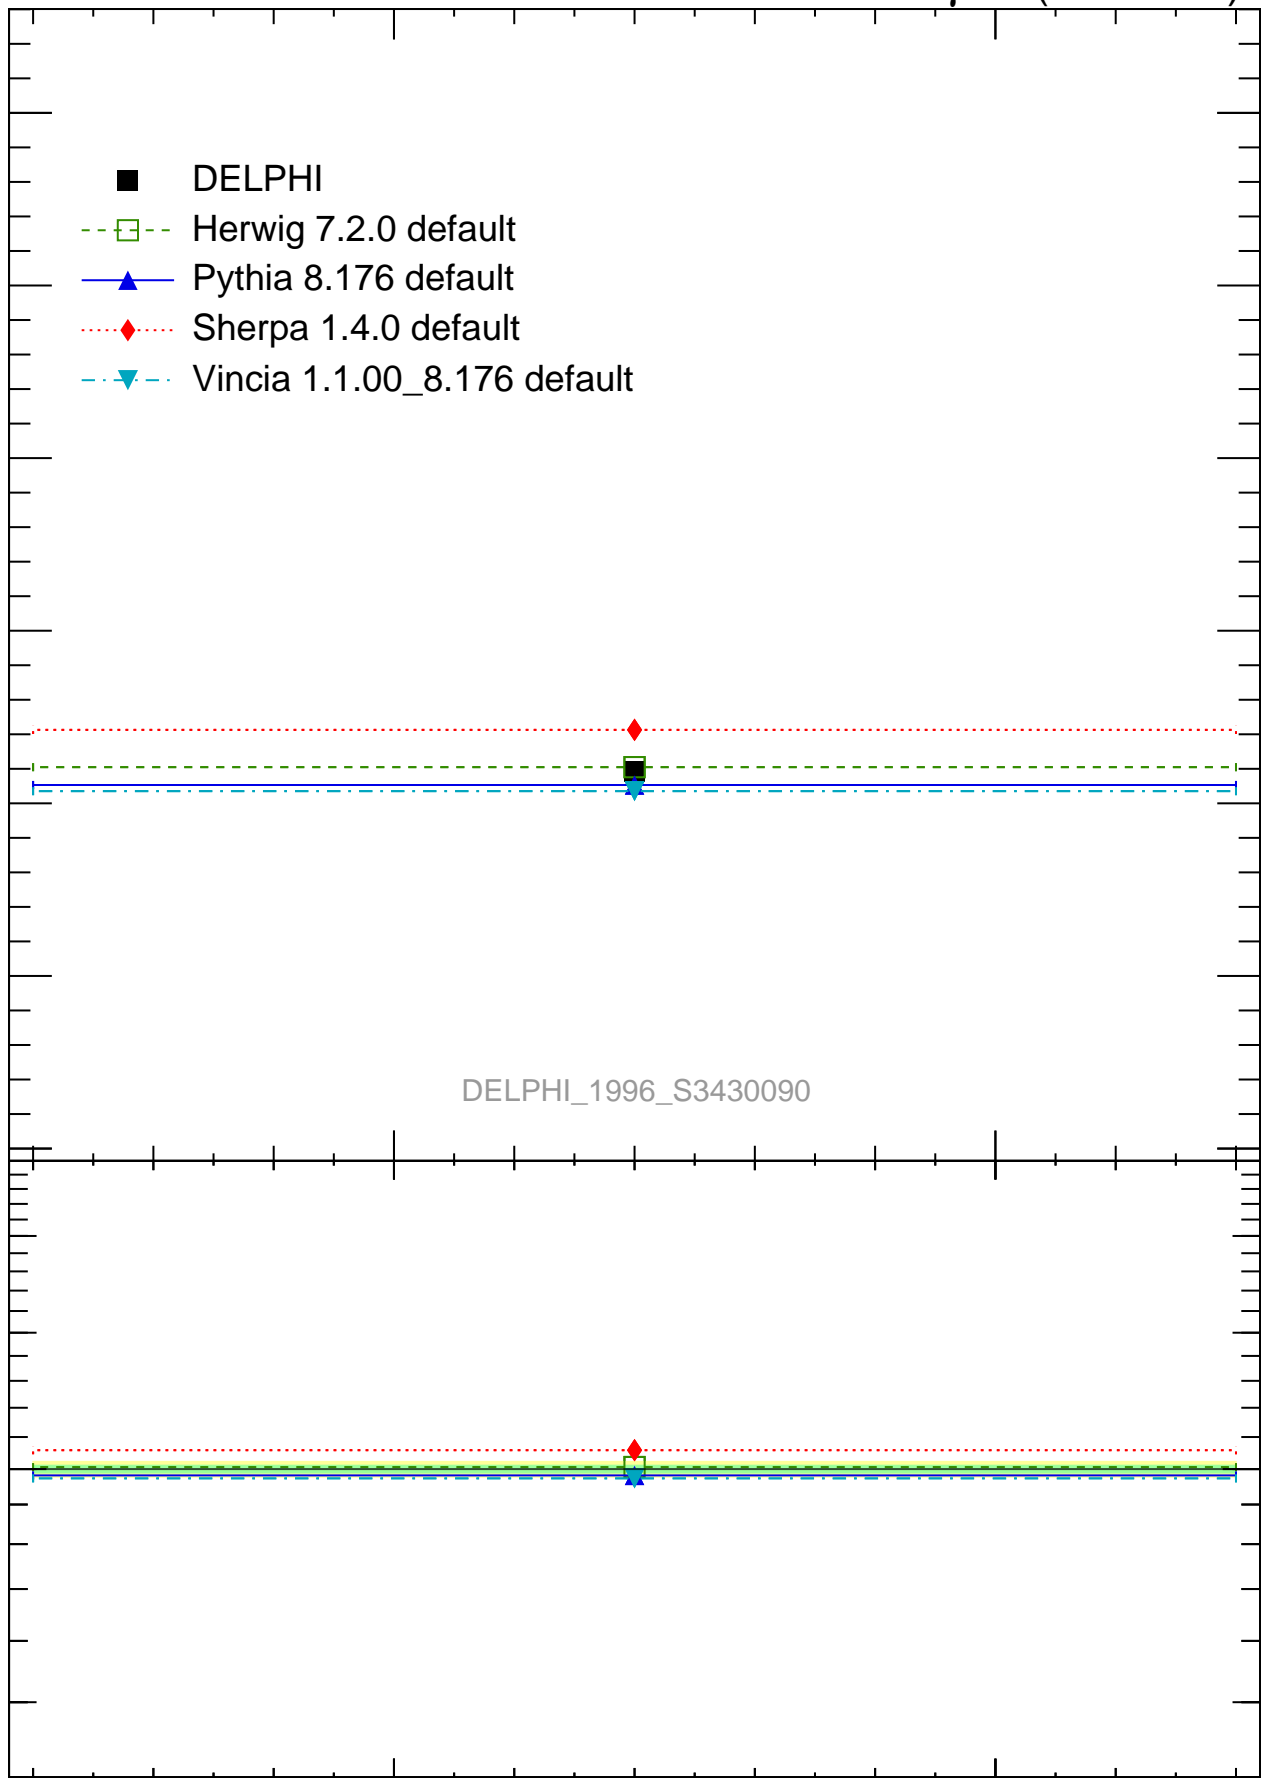 DELPHI
Herwig 7.2.0 default
Pythia 8.176 default
Sherpa 1.4.0 default
Vincia 1.1.00_8.176 default
DELPHI_1996_S3430090